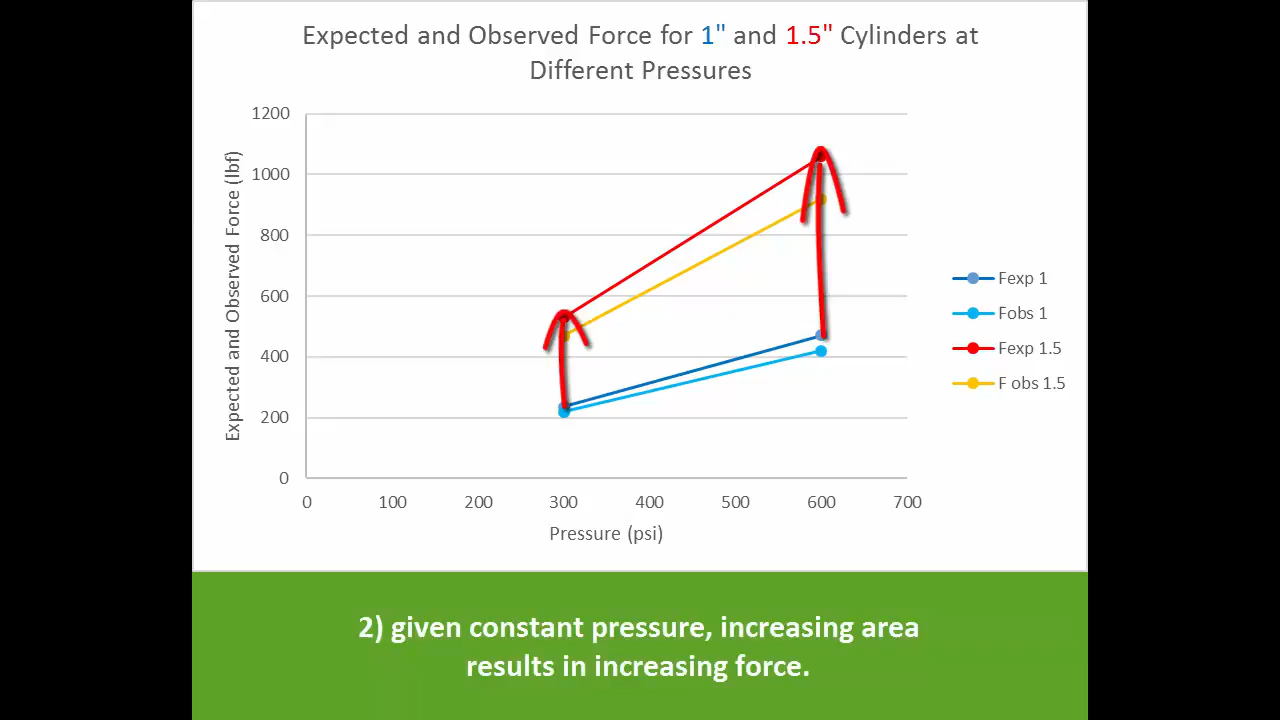 Expected and Observed Force for 1" and 1.5" Cylinders at
Different Pressures
Expected and Observed Force (lbf)
1200
1000
800
600
400
200
0
0 100 200 300 400 500 600 700
Pressure (psi)
Fexp 1
Fobs 1
Fexp 1.5
F obs 1.5
2) given constant pressure, increasing area
results in increasing force.